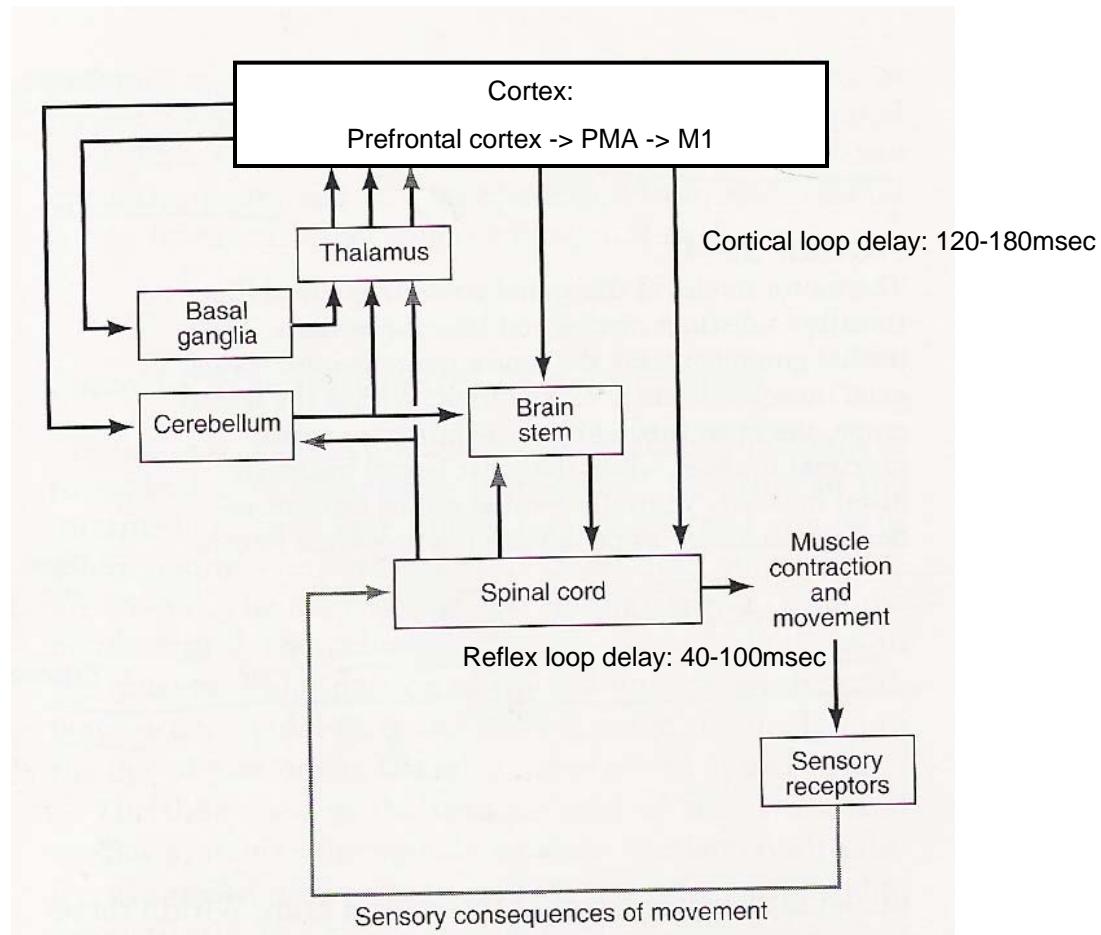 Cortex:
Prefrontal cortex -> PMA -> M1
Thalamus
Cortical loop delay: 120-180msec
Basal
ganglia
Cerebellum
Brain
stem
Spinal cord
Muscle
contraction
and
movement
Reflex loop delay: 40-100msec
Sensory
receptors
Sensory consequences of movement